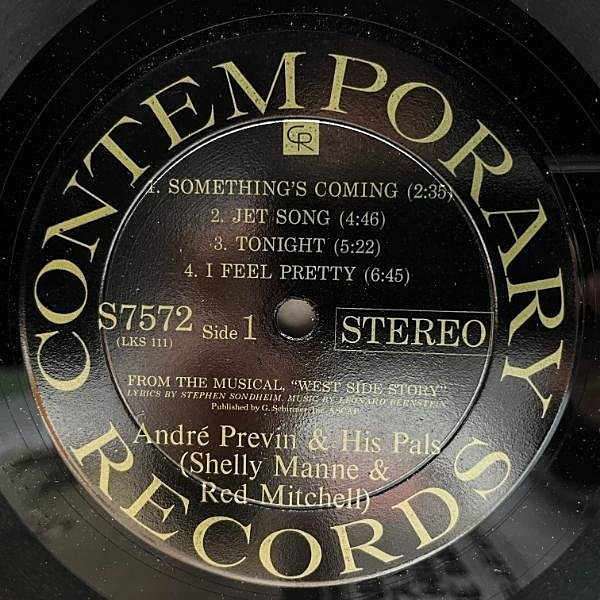 CONTEMPORARY
CR
1. SOMETHING'S COMING (2:35)
2. JET SONG (4:46)
3. TONIGHT (5:22)
4. I FEEL PRETTY (6:45)
S7572 Side 1 STEREO
(LKS 111)
FROM THE MUSICAL, "WEST SIDE STORY"
LYRICS BY STEPHEN SONDHEIM. MUSIC BY LEONARD BERNSTEIN
Published by G. Schirmer, Inc. ASCAP
André Previn & His Pals
(Shelly Manne &
Red Mitchell)
RECORDS